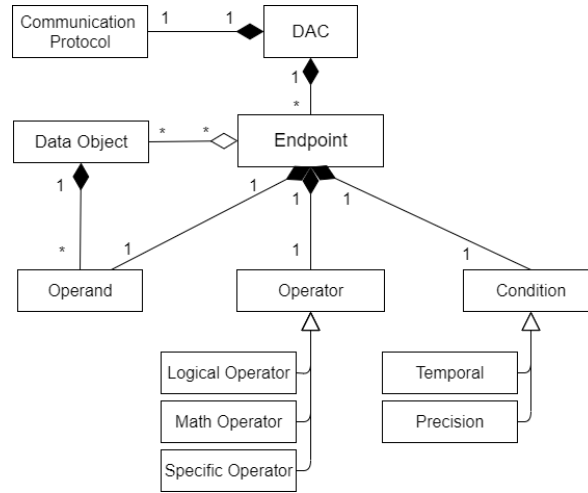 Communication
Protocol
1
1
DAC
1
*
Data Object
*
*
Endpoint
1
*
1
1
1
1
1
1
Operand
Operator
Condition
Logical Operator
Math Operator
Specific Operator
Temporal
Precision